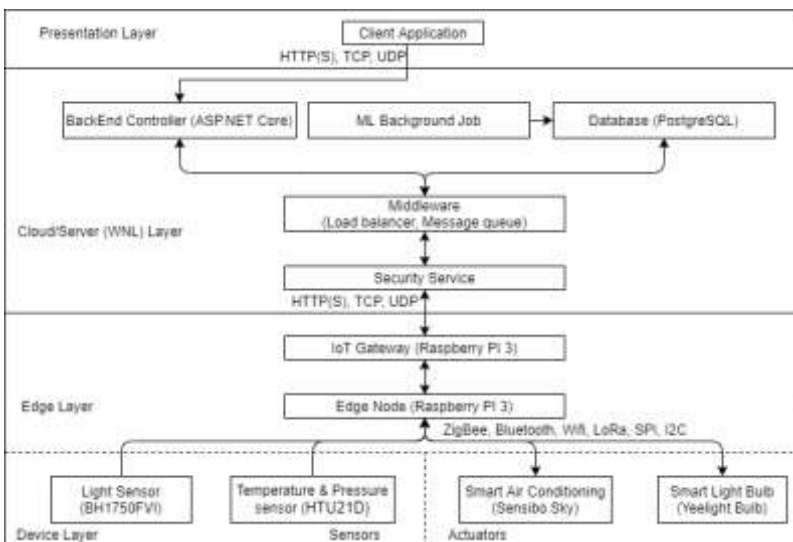 Presentation Layer
Client Application
HTTP(S), TCP, UDP
BackEnd Controller (ASP.NET Core)
ML Background Job
Database (PostgreSQL)
Middleware
(Load balancer, Message queue)
Cloud/Server (WNL) Layer
Security Service
HTTP(S), TCP, UDP
IoT Gateway (Raspberry PI 3)
Edge Layer
Edge Node (Raspberry PI 3)
ZigBee, Bluetooth, Wifi, LoRa, SPI, I2C
Light Sensor
(BH1750FVI)
Temperature & Pressure
sensor (HTU21D)
Smart Air Conditioning
(Sensibo Sky)
Smart Light Bulb
(Yeelight Bulb)
Device Layer
Sensors
Actuators